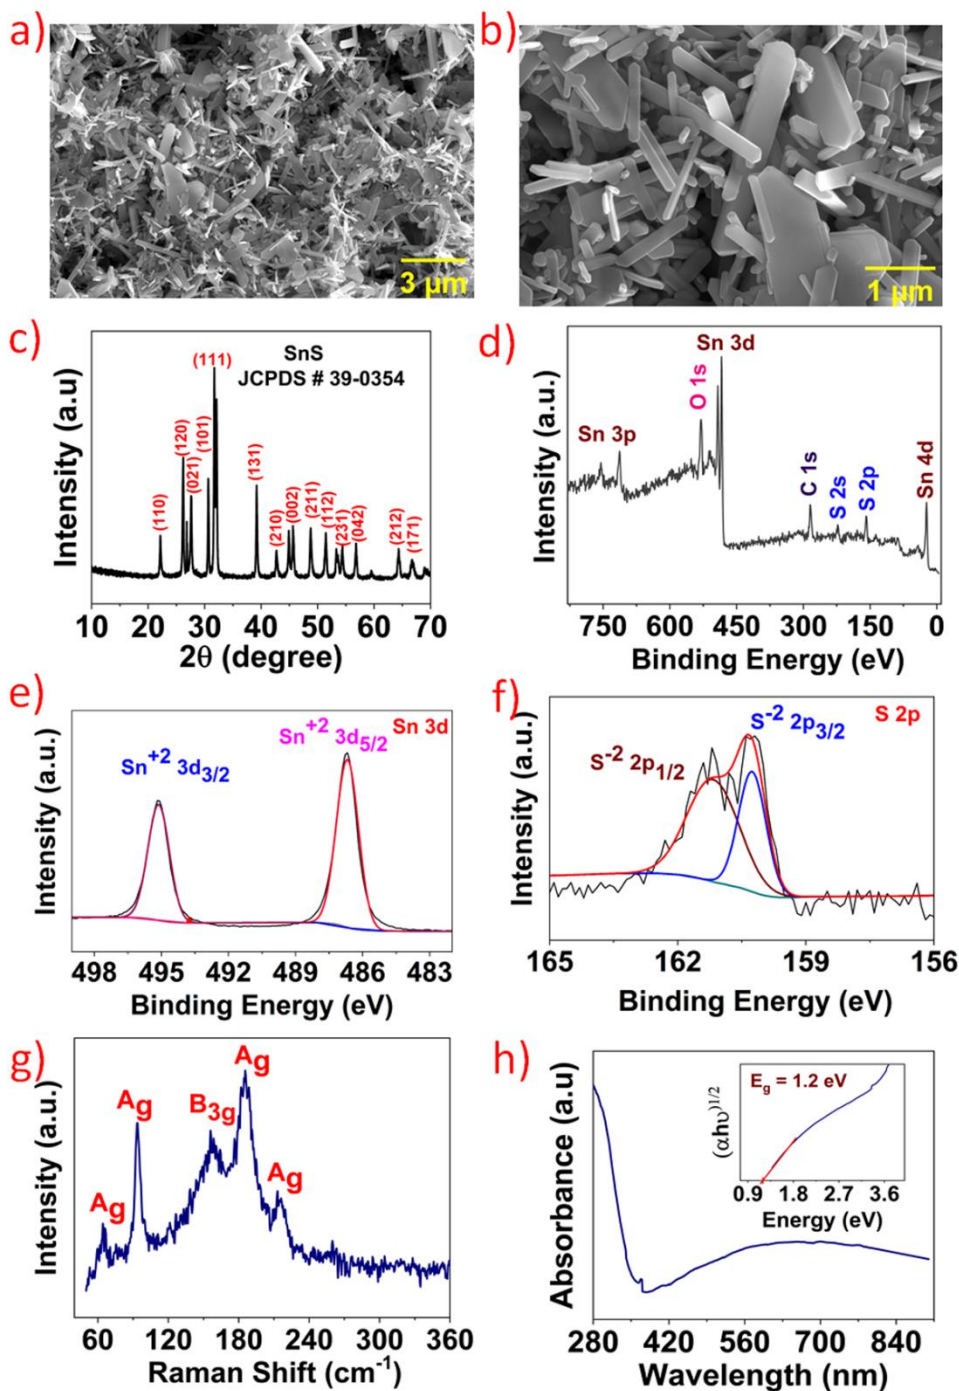 a)
3 µm
b)
1 µm
c)
Intensity (a.u)
SnS
JCPDS # 39-0354
(111)
(120)
(101)
(021)
(110)
(131)
(210)
(002)
(211)
(112)
(231)
(042)
(212)
(171)
10 20 30 40 50 60 70
2θ (degree)
d)
Intensity (a.u.)
Sn 3d
O 1s
Sn 3p
C 1s
S 2s
S 2p
Sn 4d
750 600 450 300 150 0
Binding Energy (eV)
e)
Intensity (a.u.)
Sn 3d
Sn+2 3d5/2
Sn+2 3d3/2
498 495 492 489 486 483
Binding Energy (eV)
f)
Intensity (a.u.)
S 2p
S-2 2p3/2
S-2 2p1/2
165 162 159 156
Binding Energy (eV)
g)
Intensity (a.u.)
Ag
Ag
B3g
Ag
Ag
60 120 180 240 300 360
Raman Shift (cm-1)
h)
Absorbance (a.u)
Eg = 1.2 eV
(αhυ)1/2
0.9 1.8 2.7 3.6
Energy (eV)
280 420 560 700 840
Wavelength (nm)